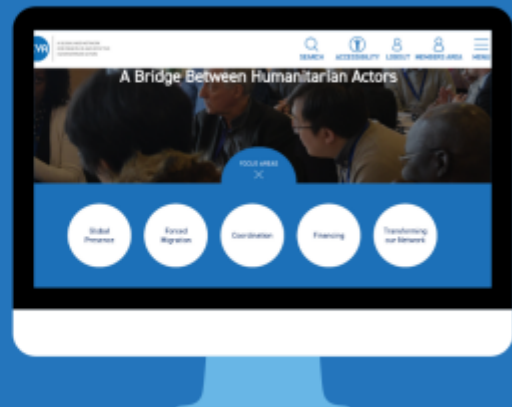 SEARCH
ACCESSIBILITY
LOGOUT
MEMBERS AREA
MENU
A Bridge Between Humanitarian Actors
FOCUS AREAS
Global
Presence
Forced
Migration
Coordination
Financing
Transforming
our Network